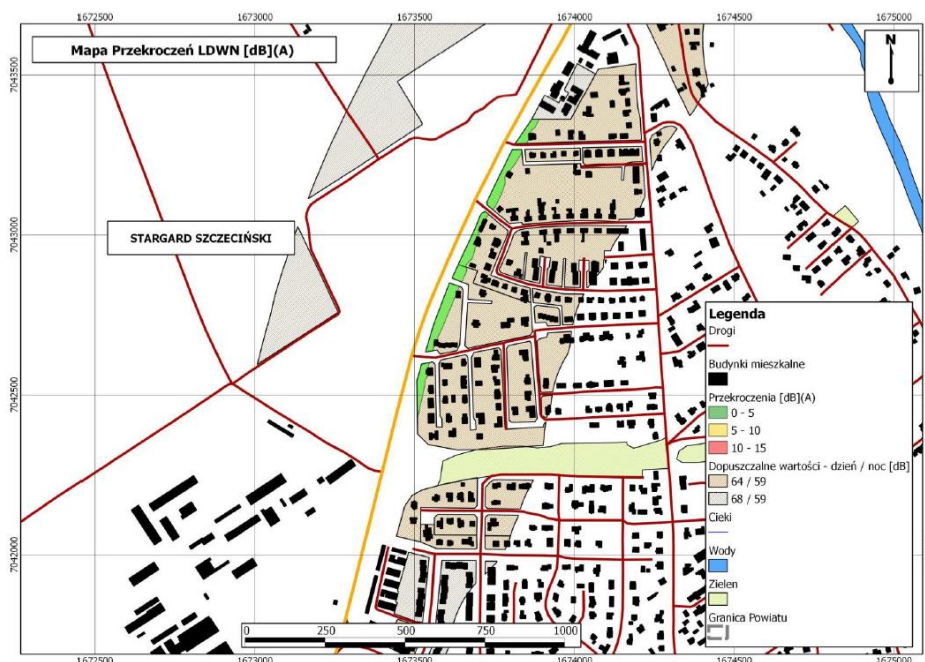 1672500 1673000 1673500 1674000 1674500 1675000
Mapa Przekroczeń LDWN [dB](A)
N
7043500
7043000
7042500
7042000
STARGARD SZCZECIŃSKI
Legenda
Drogi
Budynki mieszkalne
Przekroczenia [dB](A)
0 - 5
5 - 10
10 - 15
Dopuszczalne wartości - dzień / noc [dB]
64 / 59
68 / 59
Cieki
Wody
Zielen
Granica Powiatu
0 250 500 750 1000
1672500 1673000 1673500 1674000 1674500 1675000